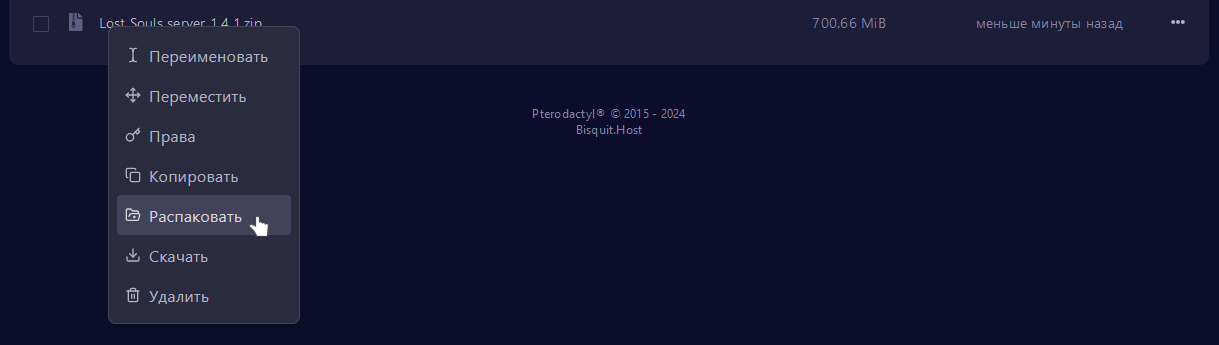 Lost Souls server 1.4.1.zip
700.66 MiB
меньше минуты назад
Переименовать
Переместить
Права
Копировать
Распаковать
Скачать
Удалить
Pterodactyl® © 2015 - 2024
Bisquit.Host